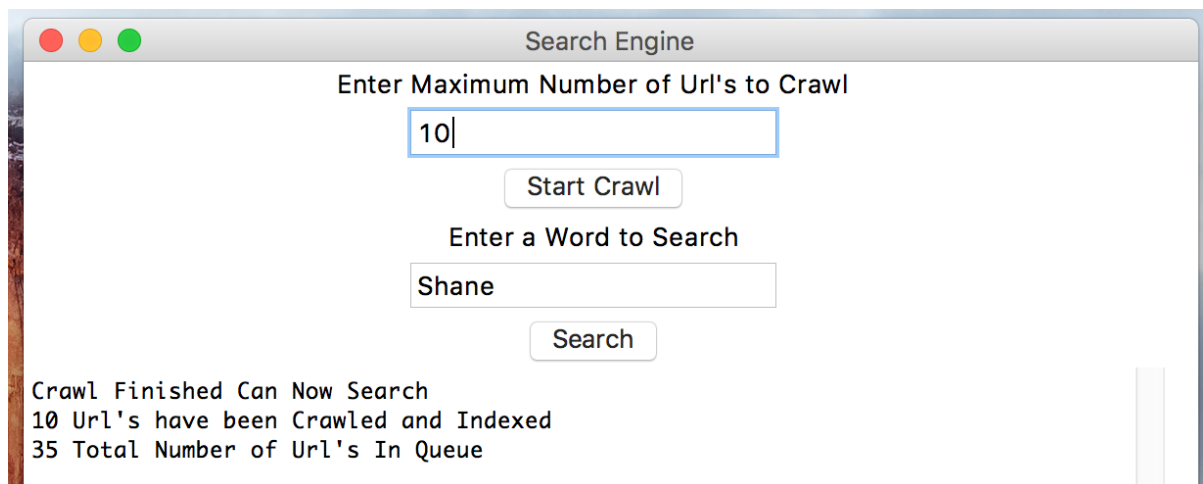 Search Engine
Enter Maximum Number of Url's to Crawl
10
Start Crawl
Enter a Word to Search
Shane
Search
Crawl Finished Can Now Search
10 Url's have been Crawled and Indexed
35 Total Number of Url's In Queue